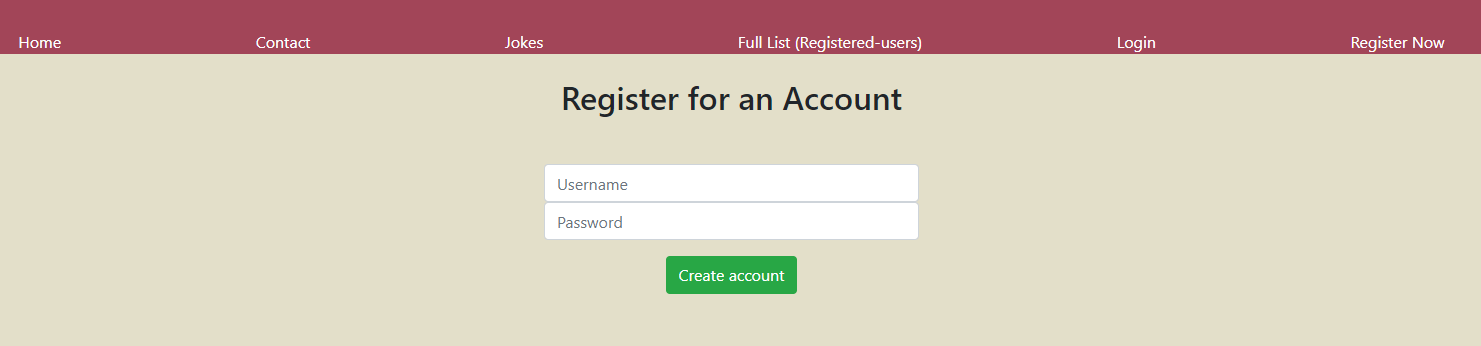 Home Contact Jokes Full List (Registered-users) Login Register Now
Register for an Account
Username
Password
Create account